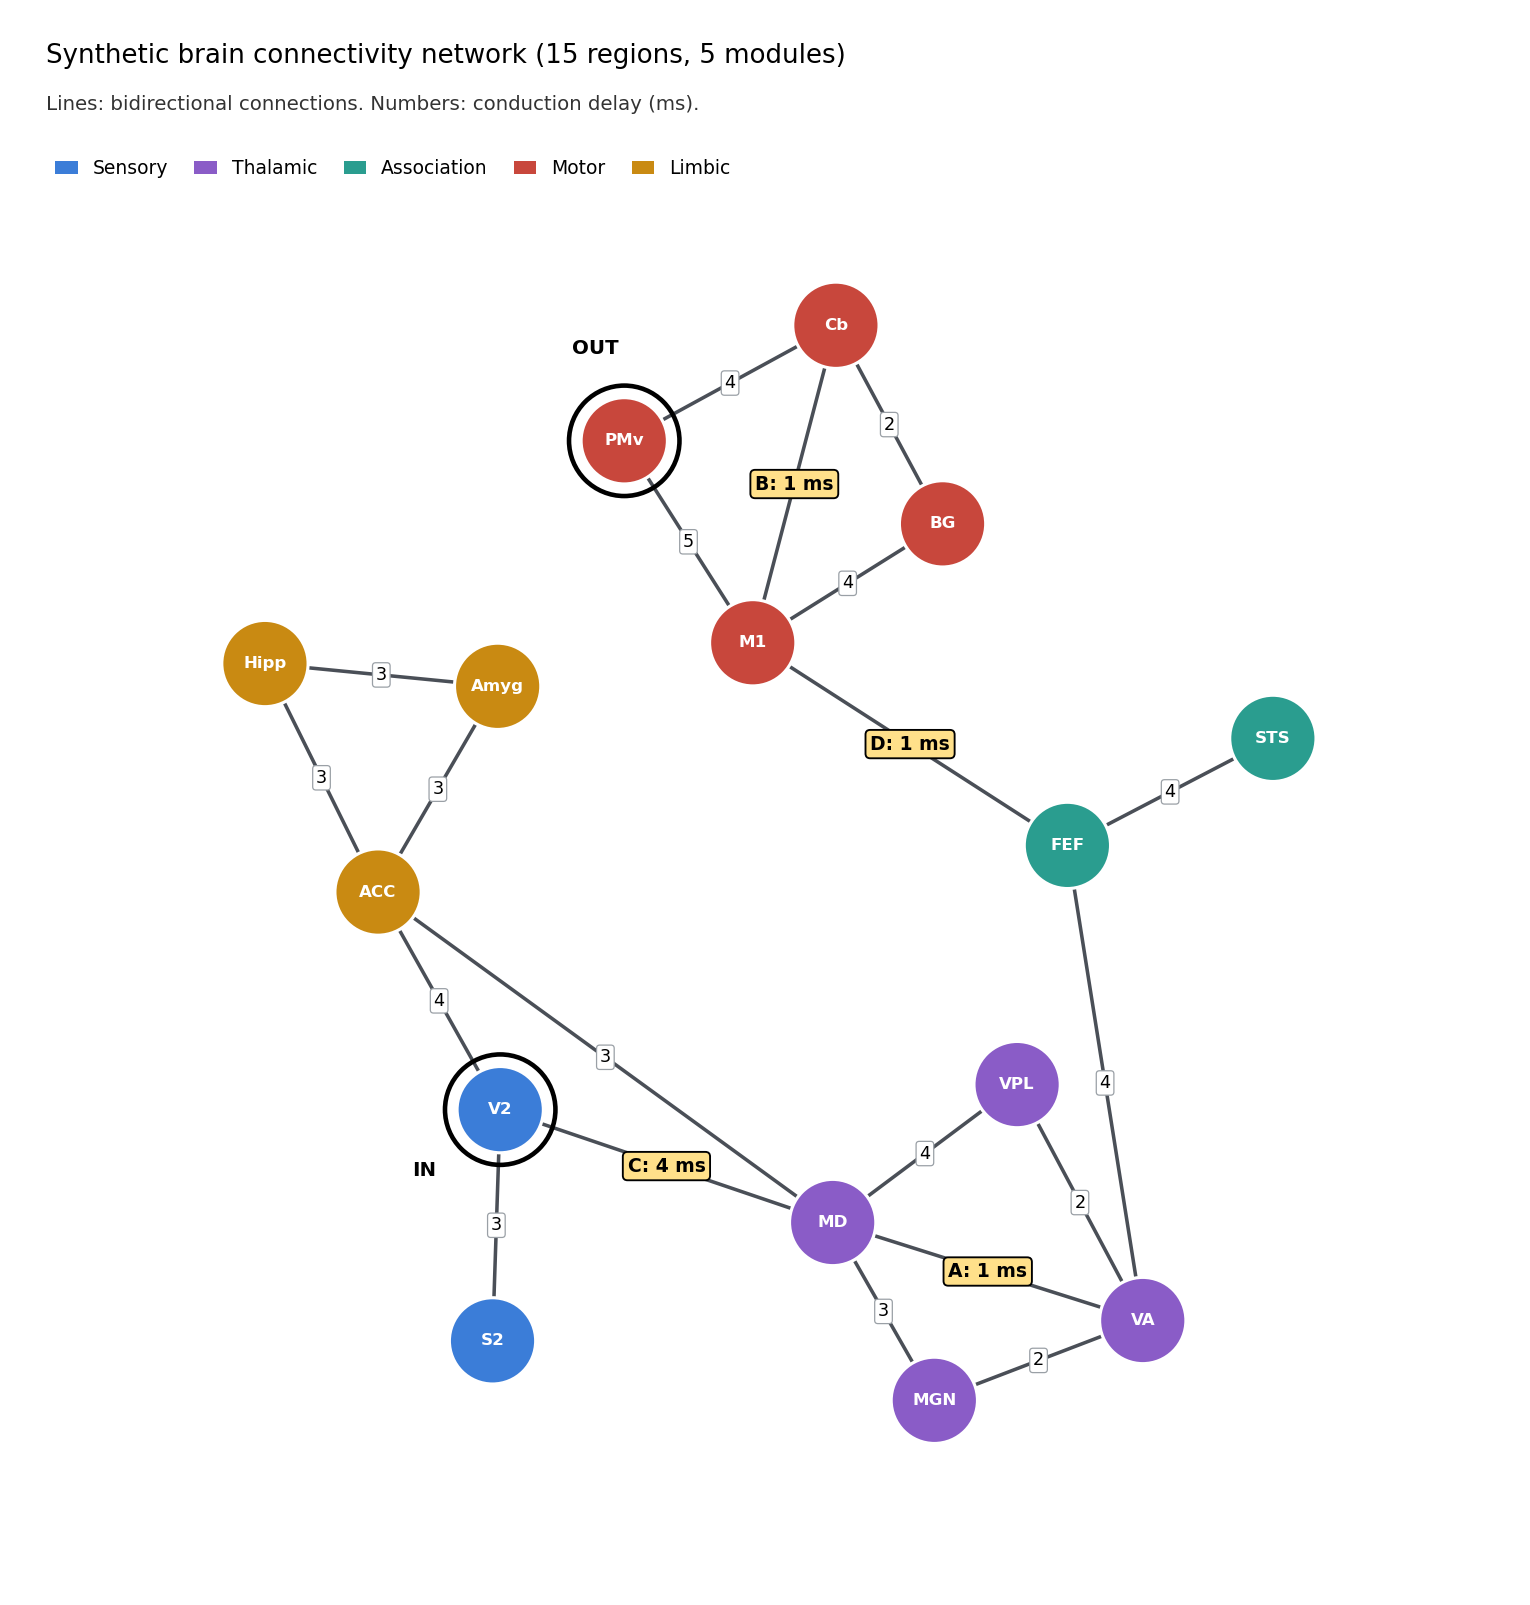 Synthetic brain connectivity network (15 regions, 5 modules)
Lines: bidirectional connections. Numbers: conduction delay (ms).
Sensory Thalamic Association Motor Limbic
Cb
OUT
4
2
PMv
B: 1 ms
BG
5
4
M1
Hipp
3
Amyg
D: 1 ms
STS
3
3
4
FEF
ACC
4
3
4
VPL
V2
4
IN
C: 4 ms
2
3
MD
A: 1 ms
3
VA
S2
2
MGN